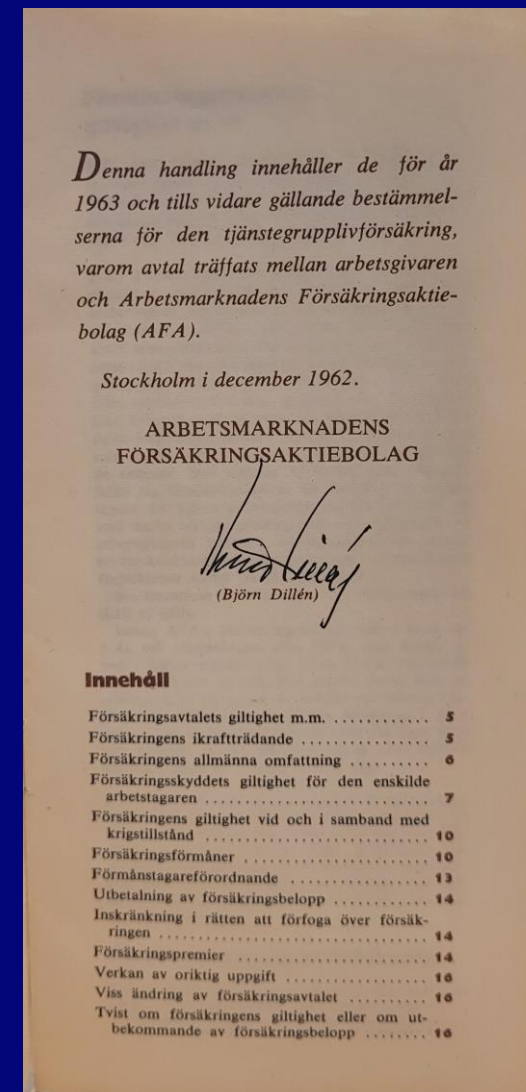 Denna handling innehåller de för år
1963 och tills vidare gällande bestämmel-
serna för den tjänstegrupplivförsäkring,
varom avtal träffats mellan arbetsgivaren
och Arbetsmarknadens Försäkringsaktie-
bolag (AFA).
Stockholm i december 1962.
ARBETSMARKNADENS
FÖRSÄKRINGSAKTIEBOLAG
(Björn Dillén)
Innehåll
Försäkringsavtalets giltighet m.m. ............ 5
Försäkringens ikraftträdande ................ 5
Försäkringens allmänna omfattning .......... 6
Försäkringsskyddets giltighet för den enskilde
arbetstagaren ............................ 7
Försäkringens giltighet vid och i samband med
krigstillstånd ............................ 10
Försäkringsförmåner ........................ 10
Förmånstagareförordnande .................. 13
Utbetalning av försäkringsbelopp ............ 14
Inskränkning i rätten att förfoga över försäk-
ringen .................................. 14
Försäkringspremier ........................ 14
Verkan av oriktig uppgift .................. 16
Viss ändring av försäkringsavtalet .......... 16
Tvist om försäkringens giltighet eller om ut-
bekommande av försäkringsbelopp ........ 16